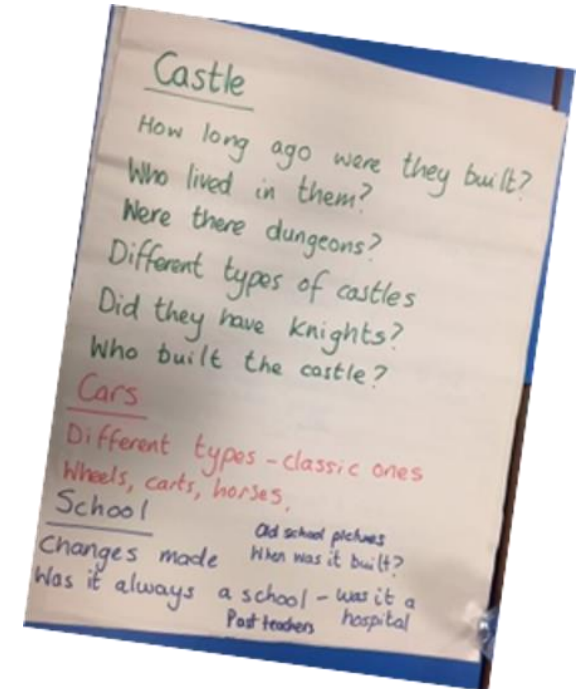 Castle
How long ago were they built?
Who lived in them?
Were there dungeons?
Different types of castles
Did they have knights?
Who built the castle?
Cars
Different types - classic ones
Wheels, carts, horses,
School
Old school pictures
changes made When was it built?
Was it always a school - was it a
Past teachers hospital